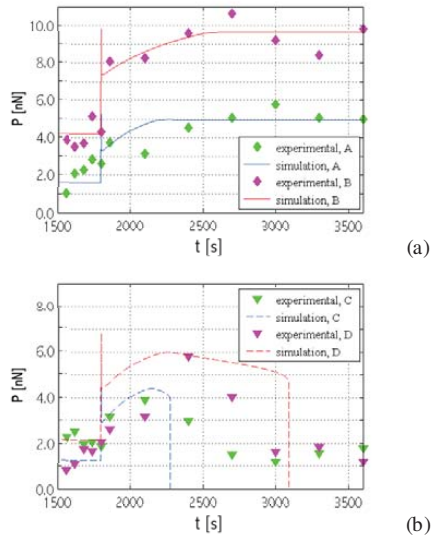 10.0
8.0
6.0
4.0
2.0
0.0
P [nN]
experimental, A
simulation, A
experimental, B
simulation, B
1500 2000 2500 3000 3500
t [s]
(a)
8.0
6.0
4.0
2.0
0.0
P [nN]
experimental, C
simulation, C
experimental, D
simulation, D
1500 2000 2500 3000 3500
t [s]
(b)